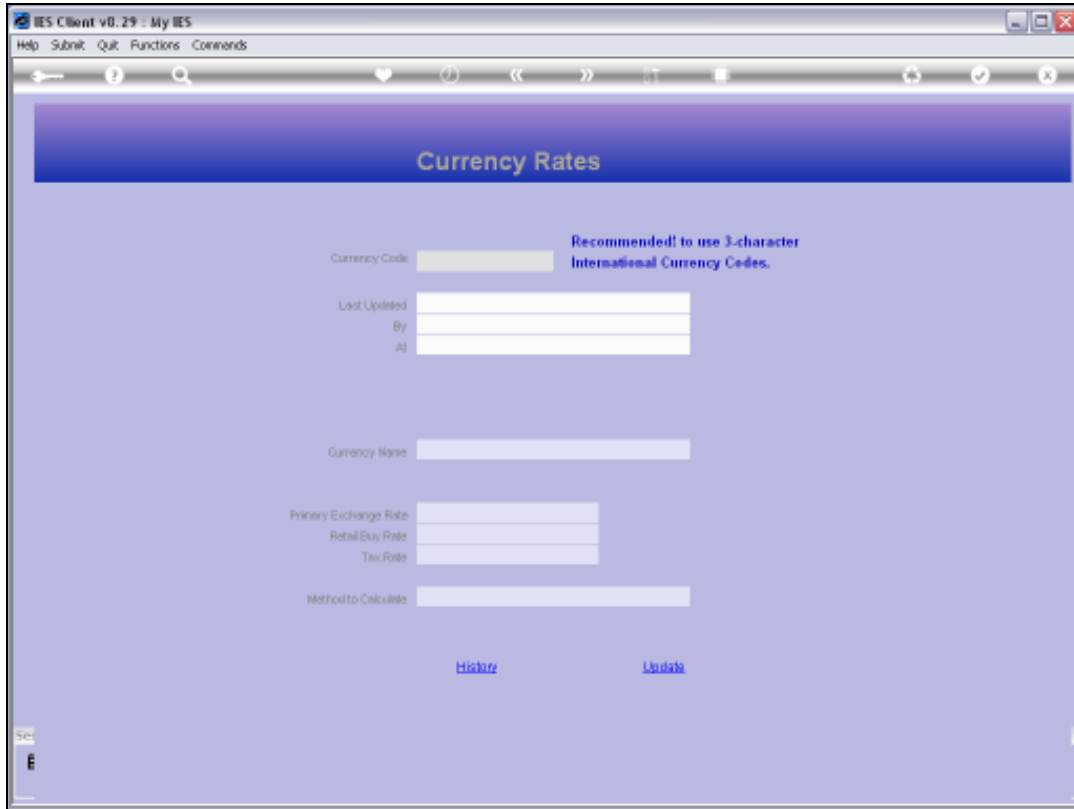 IES Client v8.29 : My IES
Help Submit Quit Functions Commands
Currency Rates
Recommended! to use 3-character
International Currency Codes.
Currency Code
Last Updated
By
At
Currency Name
Primary Exchange Rate
Retail Buy Rate
Tax Rate
Method to Calculate
History Update